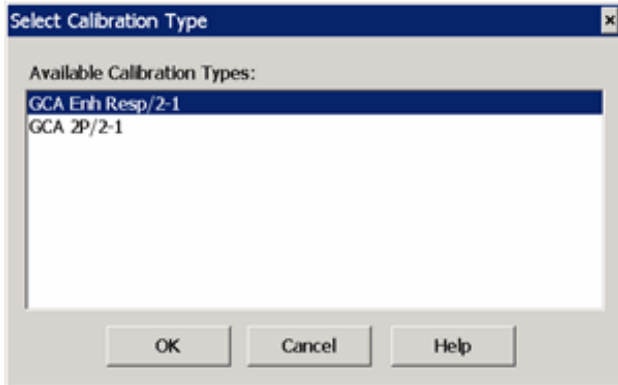 Select Calibration Type
Available Calibration Types:
GCA Enh Resp/2-1
GCA 2P/2-1
OK Cancel Help